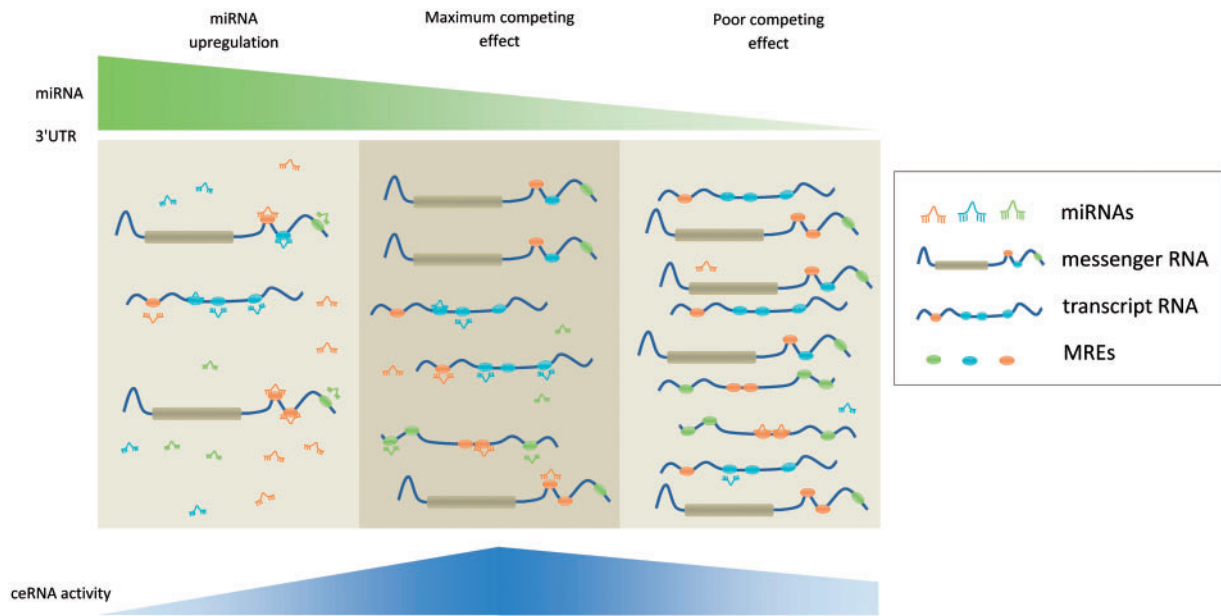 miRNA
upregulation
Maximum competing
effect
Poor competing
effect
miRNA
3'UTR
miRNAs
messenger RNA
transcript RNA
MREs
ceRNA activity